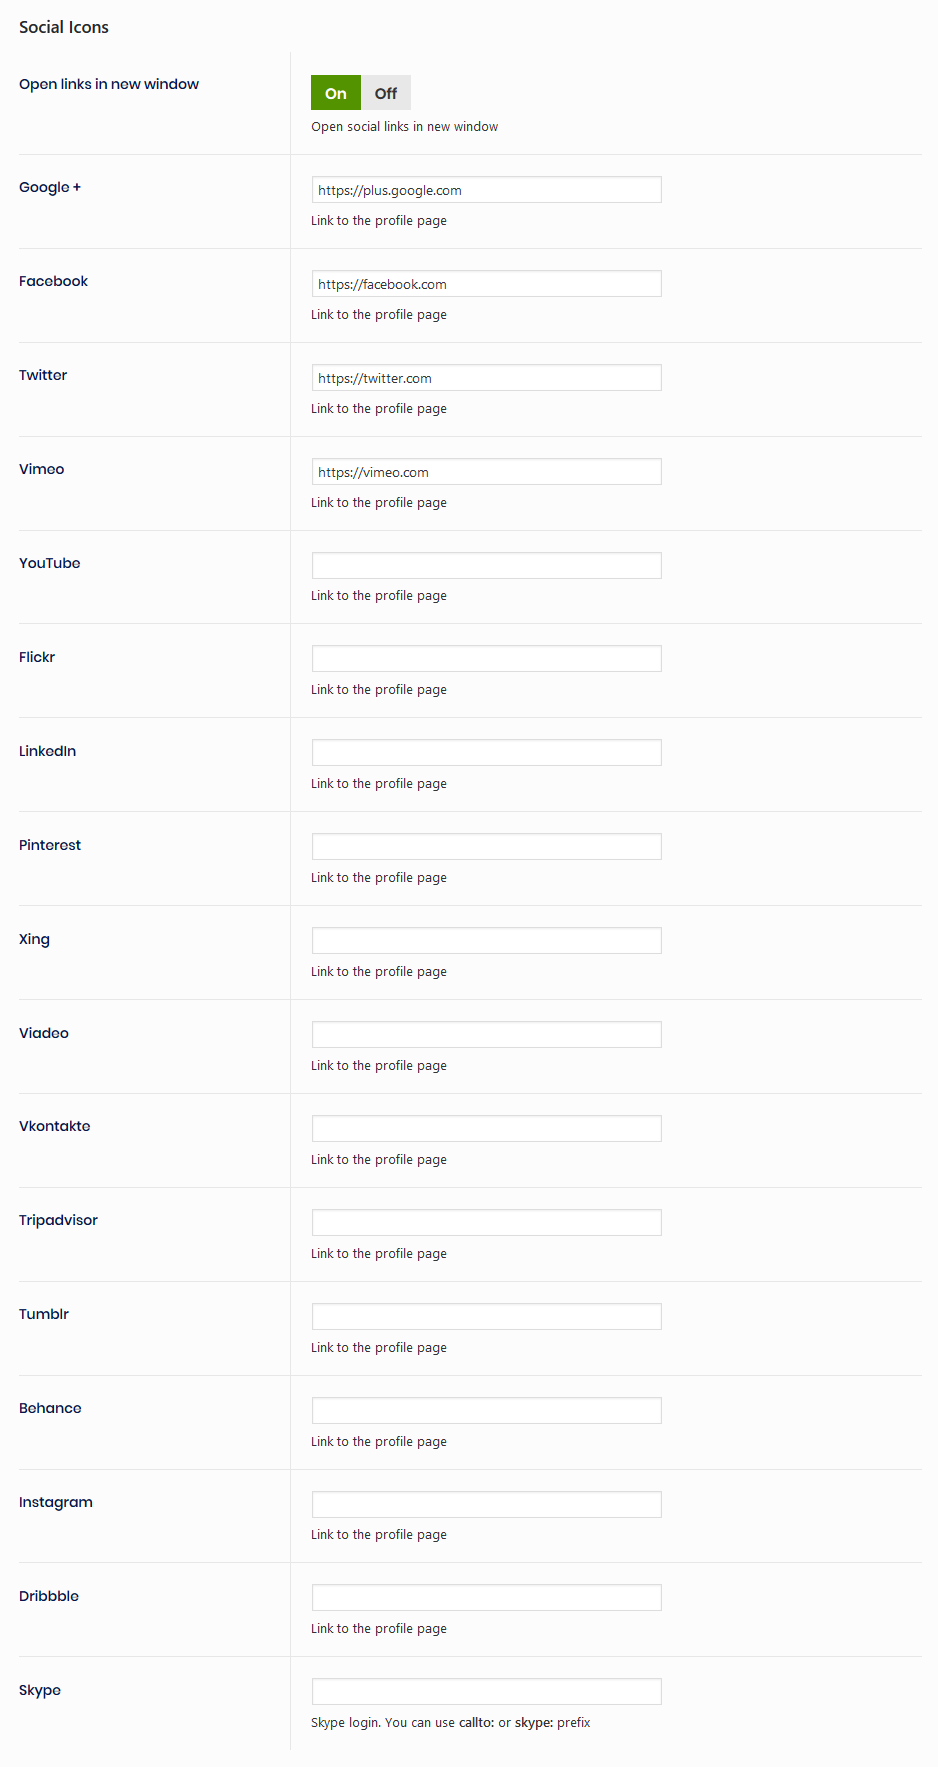 Social Icons
Open links in new window
On Off
Open social links in new window
Google +
https://plus.google.com
Link to the profile page
Facebook
https://facebook.com
Link to the profile page
Twitter
https://twitter.com
Link to the profile page
Vimeo
https://vimeo.com
Link to the profile page
YouTube
Link to the profile page
Flickr
Link to the profile page
LinkedIn
Link to the profile page
Pinterest
Link to the profile page
Xing
Link to the profile page
Viadeo
Link to the profile page
Vkontakte
Link to the profile page
Tripadvisor
Link to the profile page
Tumblr
Link to the profile page
Behance
Link to the profile page
Instagram
Link to the profile page
Dribbble
Link to the profile page
Skype
Skype login. You can use callto: or skype: prefix